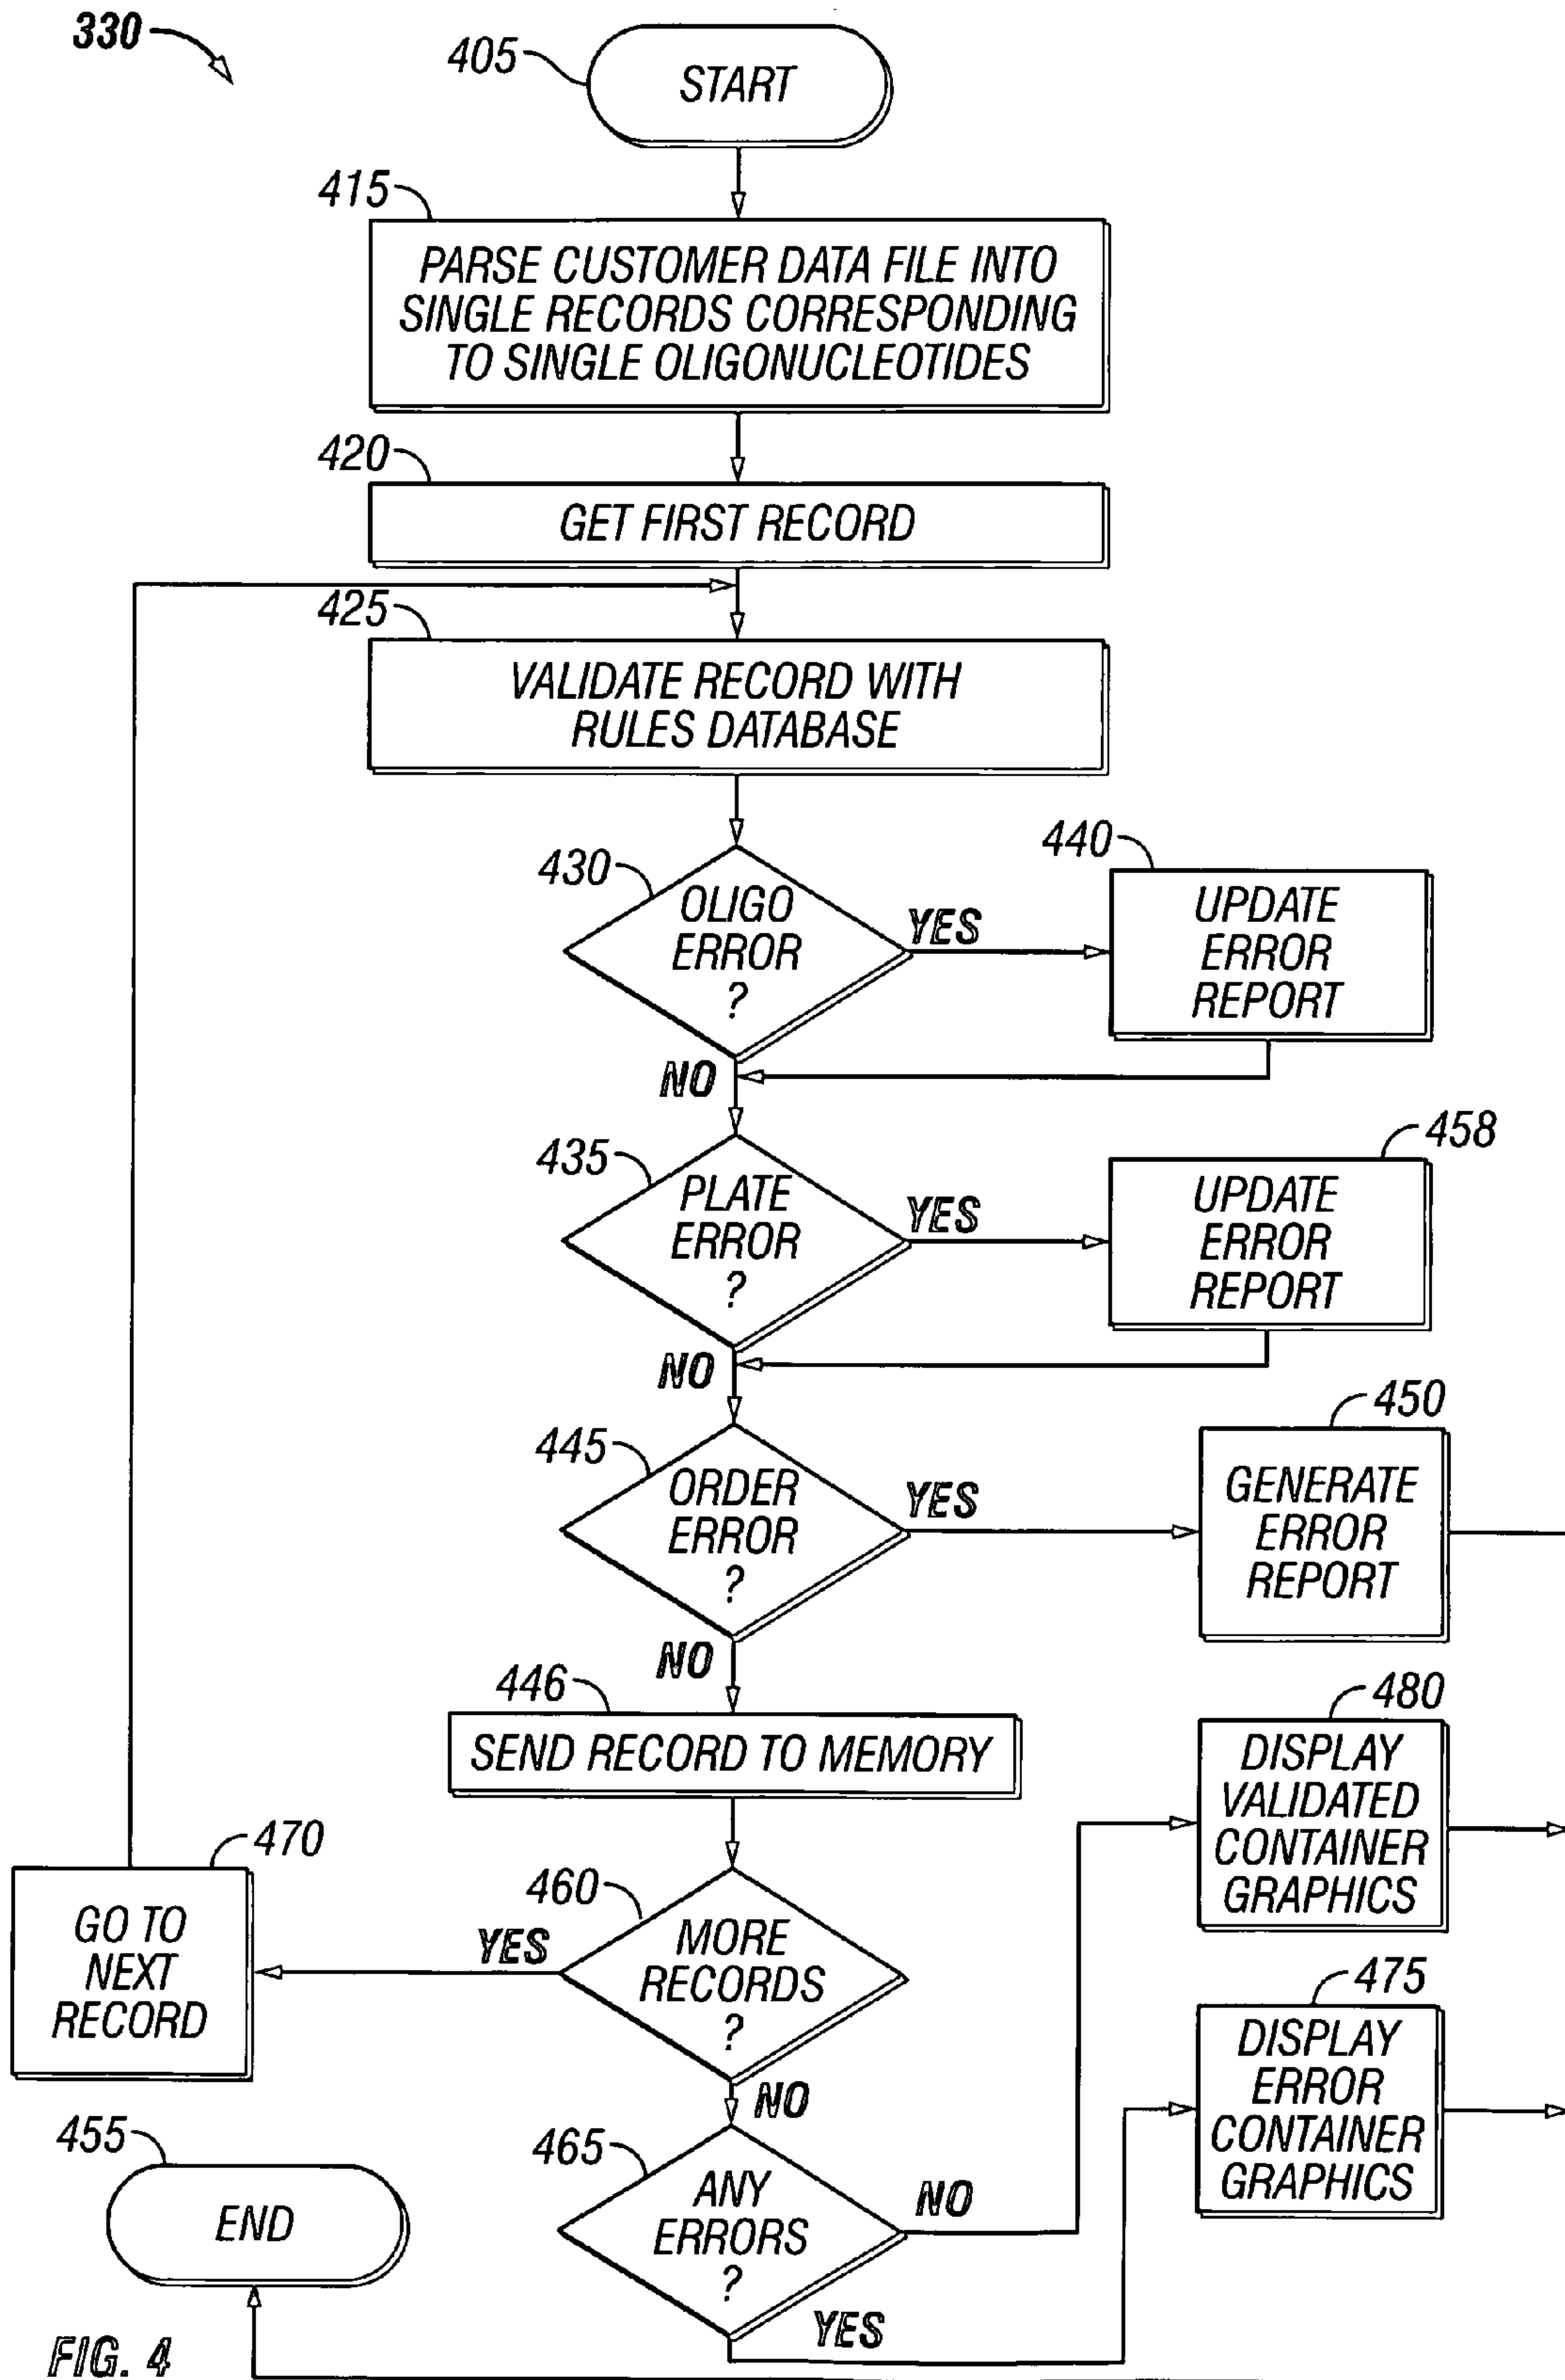 330
405
START
415
PARSE CUSTOMER DATA FILE INTO
SINGLE RECORDS CORRESPONDING
TO SINGLE OLIGONUCLEOTIDES
420
GET FIRST RECORD
425
VALIDATE RECORD WITH
RULES DATABASE
430
OLIGO
ERROR
?
YES
440
UPDATE
ERROR
REPORT
NO
435
PLATE
ERROR
?
YES
458
UPDATE
ERROR
REPORT
NO
445
ORDER
ERROR
?
YES
450
GENERATE
ERROR
REPORT
NO
446
SEND RECORD TO MEMORY
480
DISPLAY
VALIDATED
CONTAINER
GRAPHICS
470
GO TO
NEXT
RECORD
YES
460
MORE
RECORDS
?
NO
475
DISPLAY
ERROR
CONTAINER
GRAPHICS
455
END
465
ANY
ERRORS
?
NO
YES
FIG. 4